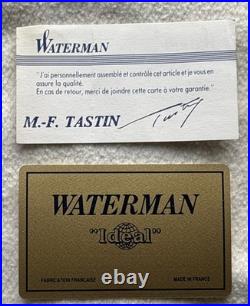 WATERMAN
"J'ai personnellement assemblé et contrôlé cet article et je vous en
assure la qualité.
En cas de retour, merci de joindre cette carte à votre garantie."
M.-F. TASTIN
WATERMAN
"Idéal"
FABRICATION FRANÇAISE MADE IN FRANCE